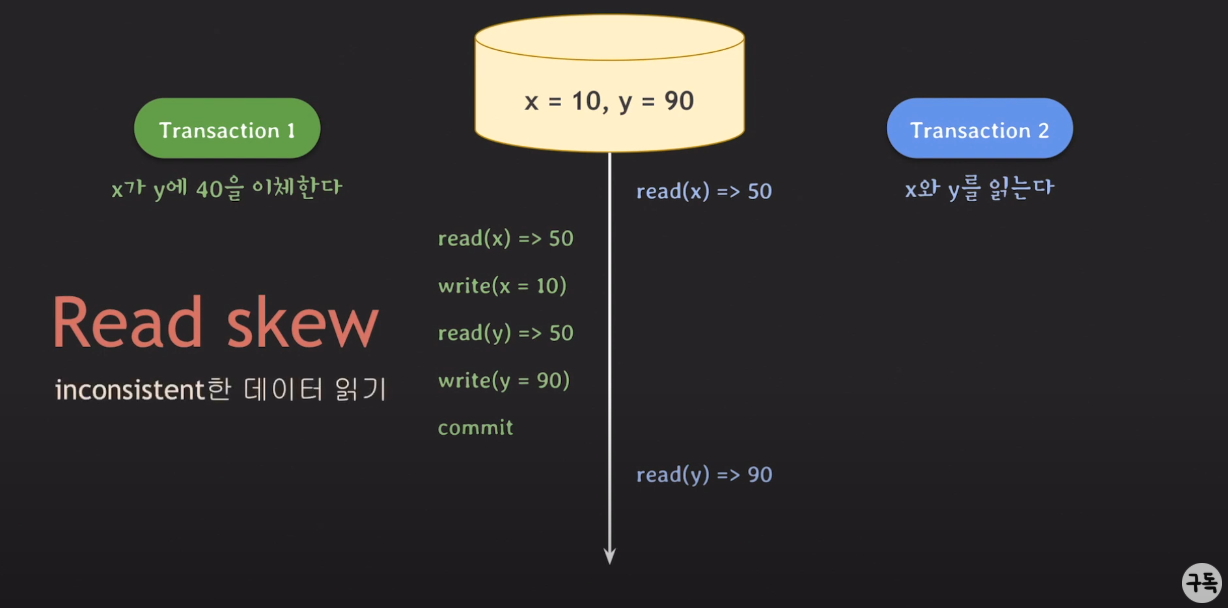 x = 10, y = 90
Transaction 1
x가 y에 40을 이체한다
Transaction 2
x와 y를 읽는다
read(x) => 50
read(x) => 50
write(x = 10)
read(y) => 50
write(y = 90)
commit
read(y) => 90
Read skew
inconsistent한 데이터 읽기
구독